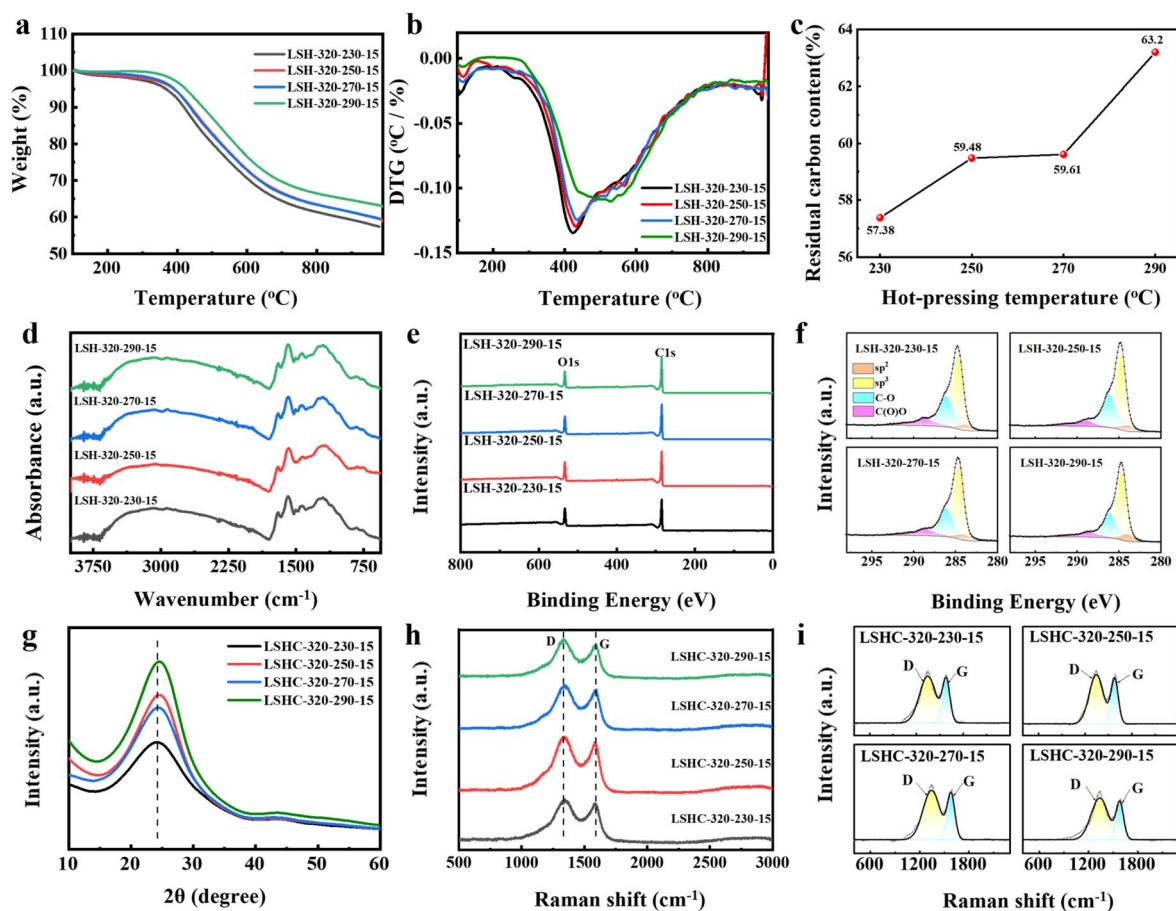 a
110
100
90
80
70
60
50
200 400 600 800
Weight (%)
Temperature (°C)
LSH-320-230-15
LSH-320-250-15
LSH-320-270-15
LSH-320-290-15
b
0.00
-0.05
-0.10
-0.15
200 400 600 800
DTG (°C / %)
Temperature (°C)
LSH-320-230-15
LSH-320-250-15
LSH-320-270-15
LSH-320-290-15
c
64
62
60
58
56
230 250 270 290
Residual carbon content(%)
Hot-pressing temperature (°C)
57.38
59.48
59.61
63.2
d
Absorbance (a.u.)
LSH-320-290-15
LSH-320-270-15
LSH-320-250-15
LSH-320-230-15
3750 3000 2250 1500 750
Wavenumber (cm-1)
e
Intensity (a.u.)
LSH-320-290-15
O1s
C1s
LSH-320-270-15
LSH-320-250-15
LSH-320-230-15
800 600 400 200 0
Binding Energy (eV)
f
Intensity (a.u.)
LSH-320-230-15
sp2
sp3
C-O
C(O)O
LSH-320-250-15
LSH-320-270-15
LSH-320-290-15
295 290 285 280
295 290 285 280
Binding Energy (eV)
g
Intensity (a.u.)
LSHC-320-230-15
LSHC-320-250-15
LSHC-320-270-15
LSHC-320-290-15
10 20 30 40 50 60
2θ (degree)
h
Intensity (a.u.)
D
G
LSHC-320-290-15
LSHC-320-270-15
LSHC-320-250-15
LSHC-320-230-15
500 1000 1500 2000 2500 3000
Raman shift (cm-1)
i
Intensity (a.u.)
LSHC-320-230-15
D
G
LSHC-320-250-15
D
G
LSHC-320-270-15
D
G
LSHC-320-290-15
D
G
600 1200 1800
600 1200 1800
Raman shift (cm-1)